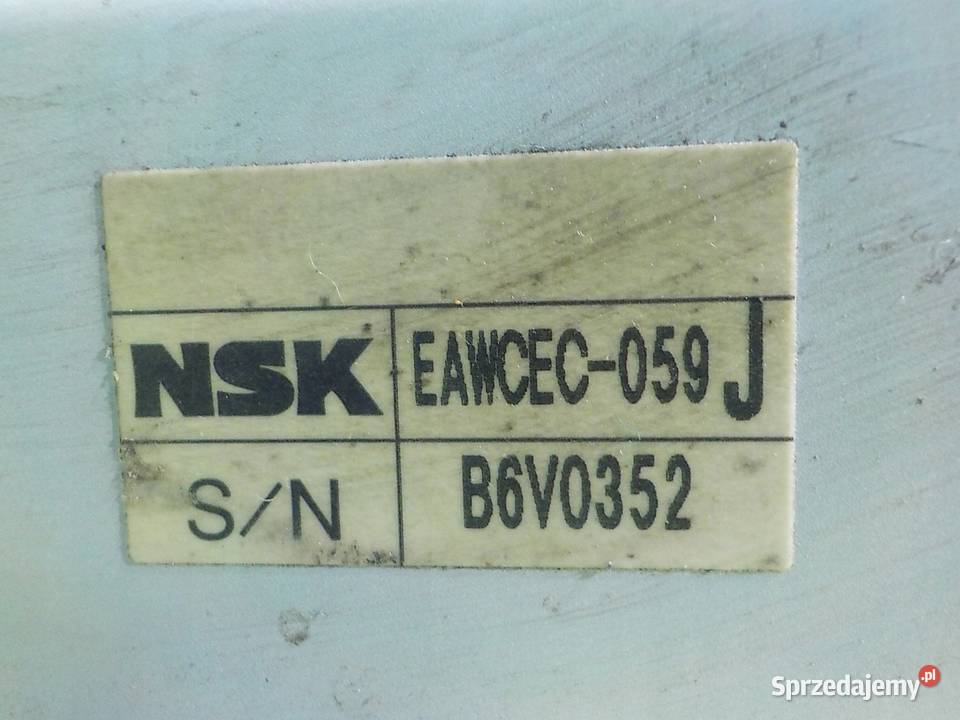 NSK EAWCEC-059 J
S/N B6V0352
Sprzedajemy.pl